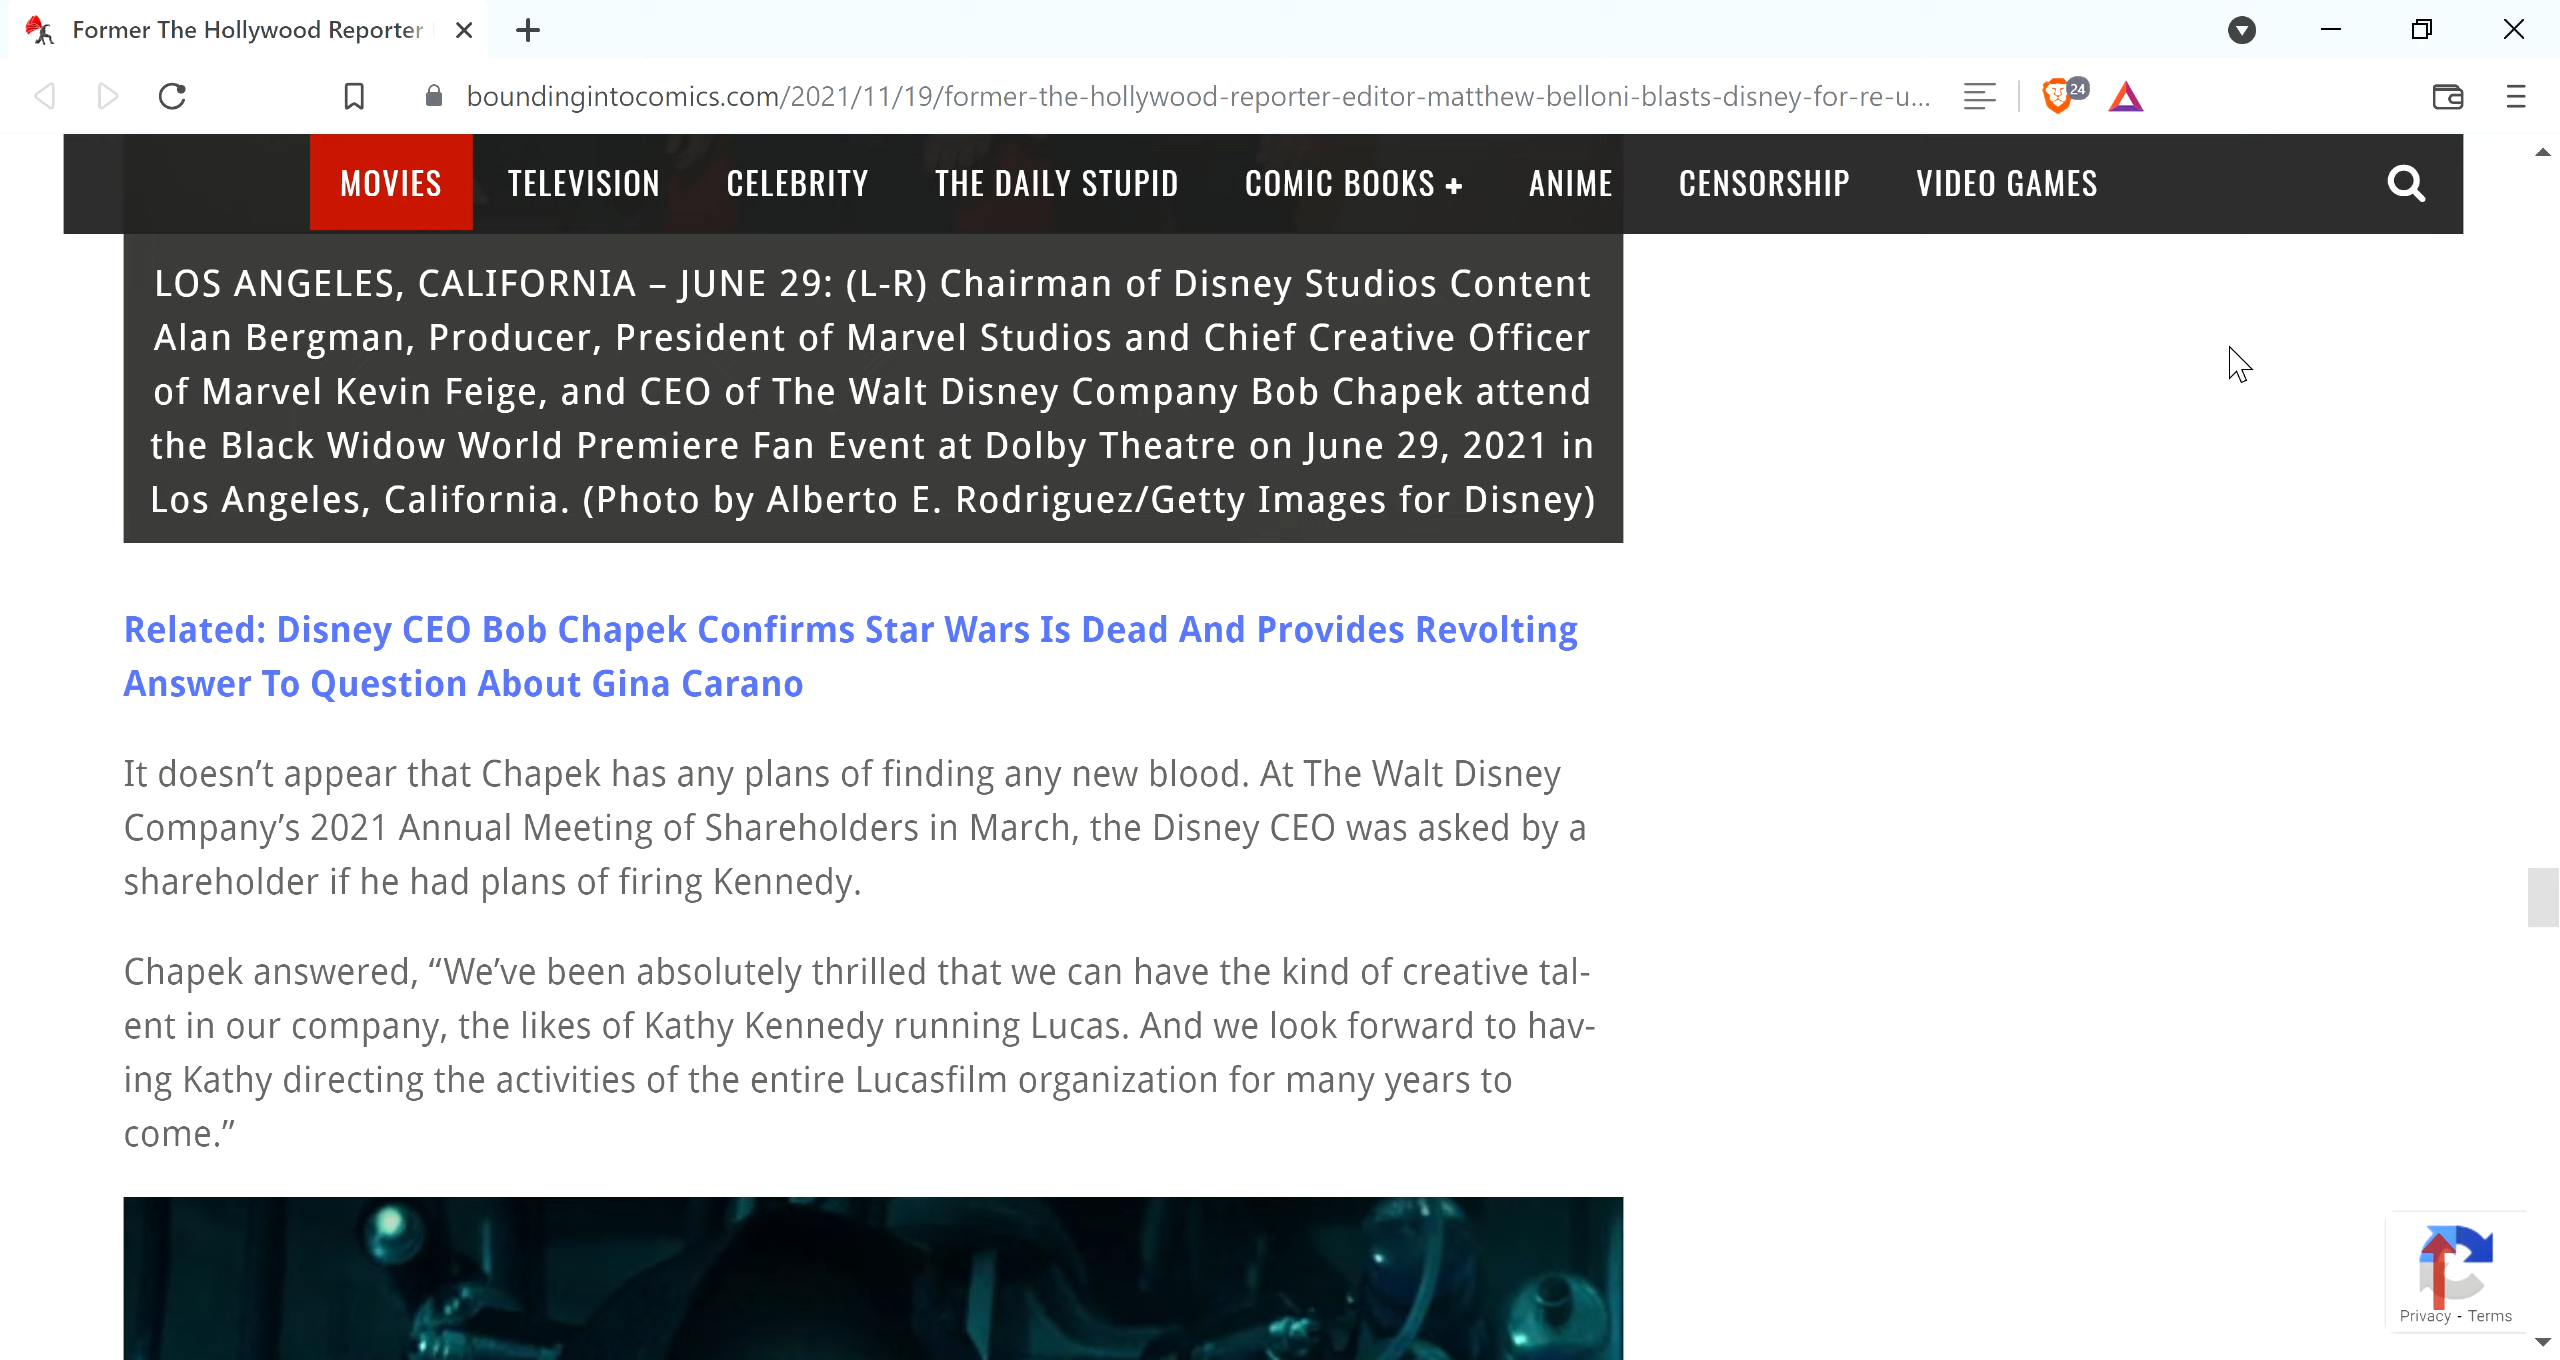 Former The Hollywood Reporter
boundingintocomics.com/2021/11/19/former-the-hollywood-reporter-editor-matthew-belloni-blasts-disney-for-re-u...
24
MOVIES TELEVISION CELEBRITY THE DAILY STUPID COMIC BOOKS + ANIME CENSORSHIP VIDEO GAMES
LOS ANGELES, CALIFORNIA – JUNE 29: (L-R) Chairman of Disney Studios Content
Alan Bergman, Producer, President of Marvel Studios and Chief Creative Officer
of Marvel Kevin Feige, and CEO of The Walt Disney Company Bob Chapek attend
the Black Widow World Premiere Fan Event at Dolby Theatre on June 29, 2021 in
Los Angeles, California. (Photo by Alberto E. Rodriguez/Getty Images for Disney)
Related: Disney CEO Bob Chapek Confirms Star Wars Is Dead And Provides Revolting
Answer To Question About Gina Carano
It doesn’t appear that Chapek has any plans of finding any new blood. At The Walt Disney
Company’s 2021 Annual Meeting of Shareholders in March, the Disney CEO was asked by a
shareholder if he had plans of firing Kennedy.
Chapek answered, “We’ve been absolutely thrilled that we can have the kind of creative tal-
ent in our company, the likes of Kathy Kennedy running Lucas. And we look forward to hav-
ing Kathy directing the activities of the entire Lucasfilm organization for many years to
come.”
Privacy - Terms